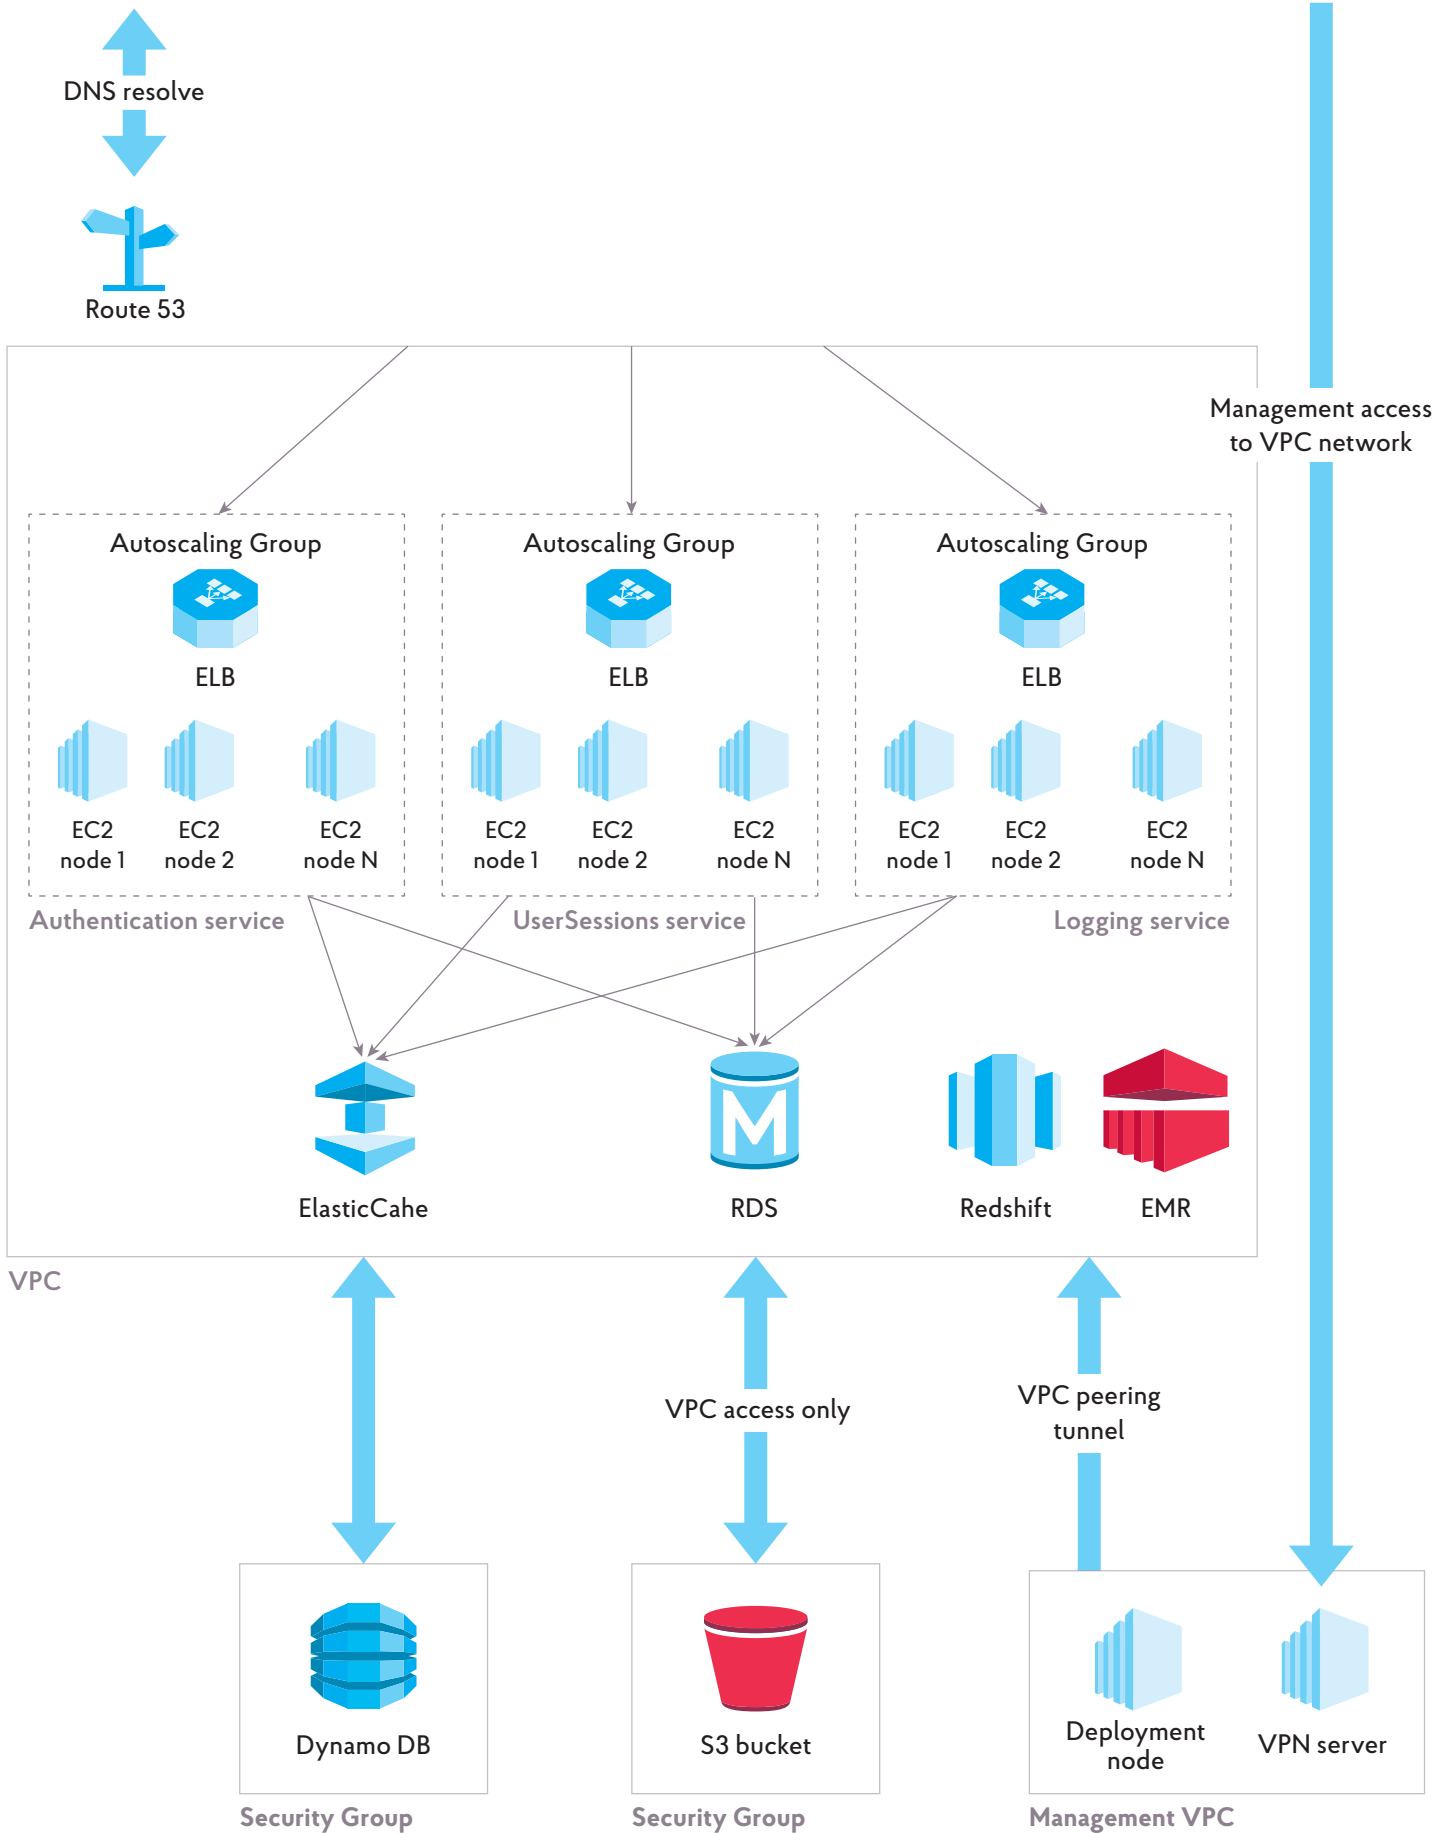 DNS resolve
Route 53
Management access
to VPC network
Autoscaling Group
ELB
EC2
node 1
EC2
node 2
EC2
node N
Authentication service
Autoscaling Group
ELB
EC2
node 1
EC2
node 2
EC2
node N
UserSessions service
Autoscaling Group
ELB
EC2
node 1
EC2
node 2
EC2
node N
Logging service
ElasticCahe
M
RDS
Redshift
EMR
VPC
VPC access only
VPC peering
tunnel
Dynamo DB
Security Group
S3 bucket
Security Group
Deployment
node
VPN server
Management VPC